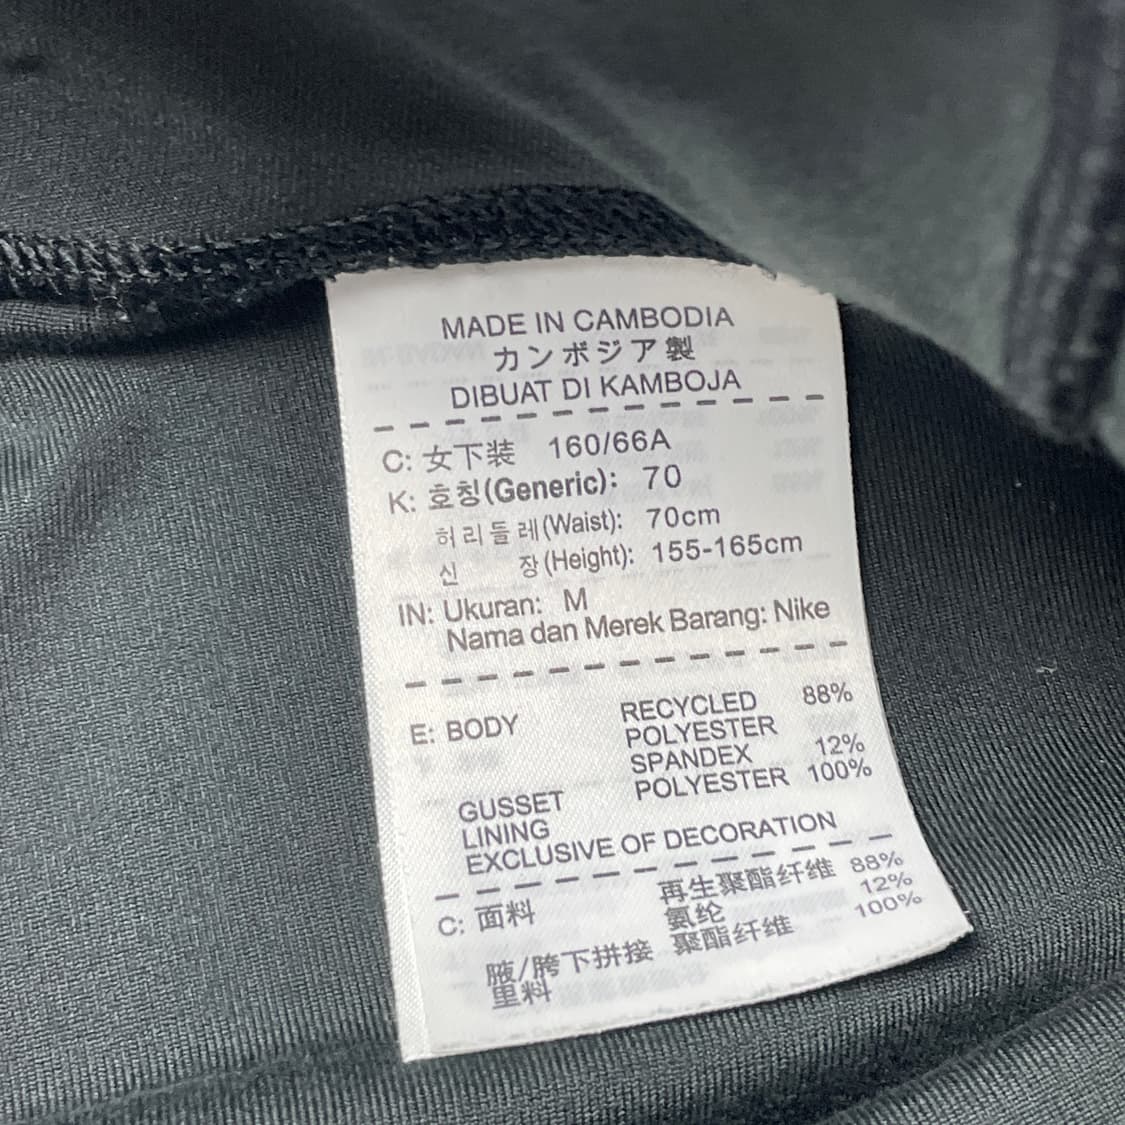 MADE IN CAMBODIA
カンボジア製
DIBUAT DI KAMBOJA
C: 女下装 160/66A
K: 호칭(Generic): 70
허리들레(Waist): 70cm
신 장(Height): 155-165cm
IN: Ukuran: M
Nama dan Merek Barang: Nike
E: BODY RECYCLED 88%
POLYESTER
SPANDEX 12%
GUSSET POLYESTER 100%
LINING
EXCLUSIVE OF DECORATION
C: 面料 再生聚酯纤维 88%
氨纶 12%
腋/胯下拼接 聚酯纤维 100%
里料